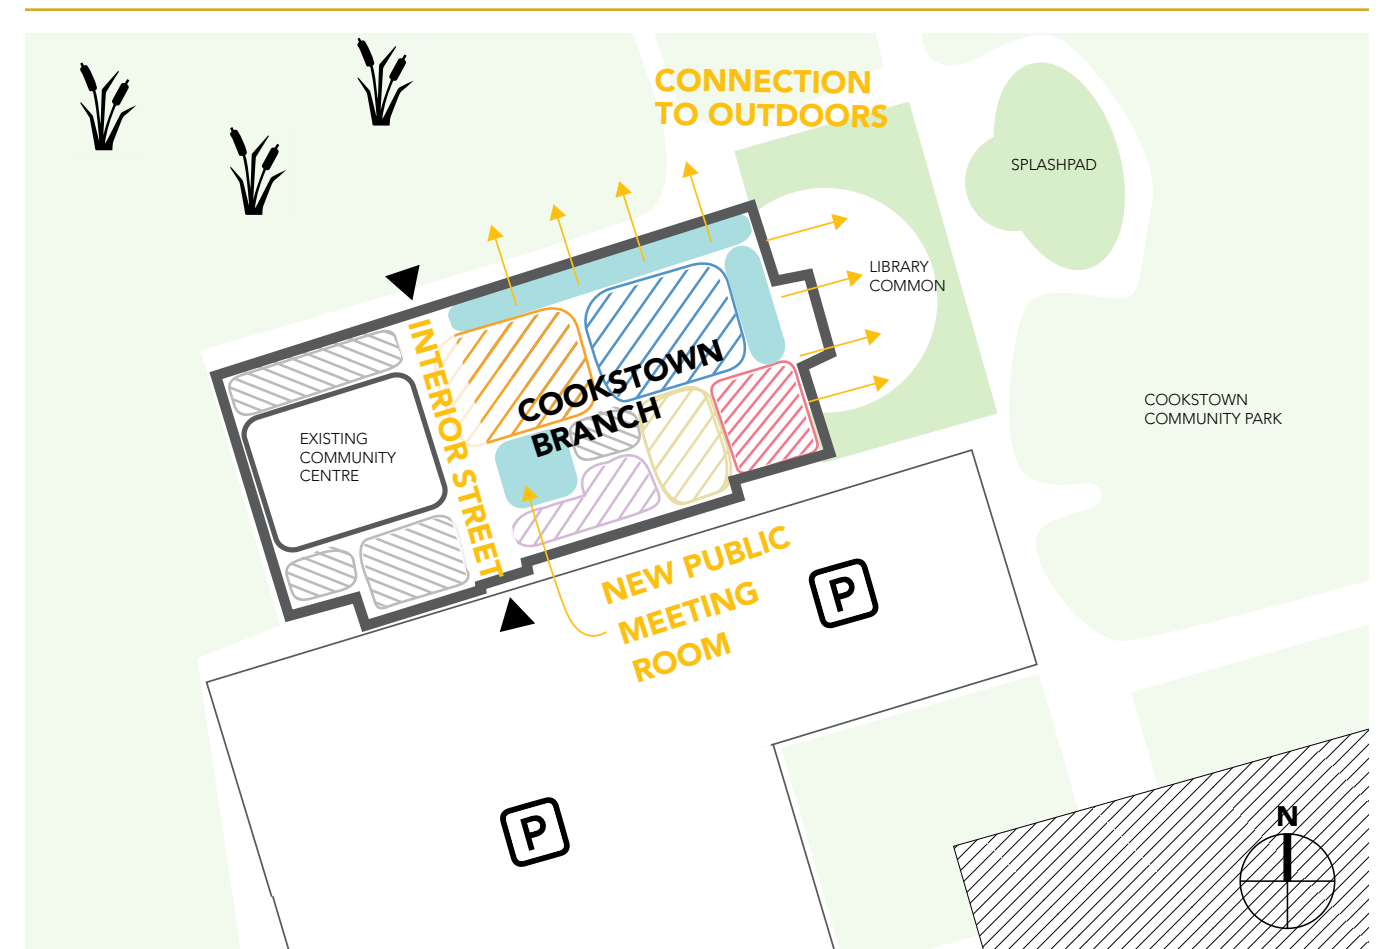 CONNECTION
TO OUTDOORS
SPLASHPAD
LIBRARY
COMMON
INTERIOR STREET
COOKSTOWN
BRANCH
EXISTING
COMMUNITY
CENTRE
COOKSTOWN
COMMUNITY PARK
NEW PUBLIC
MEETING
ROOM
P
P
N